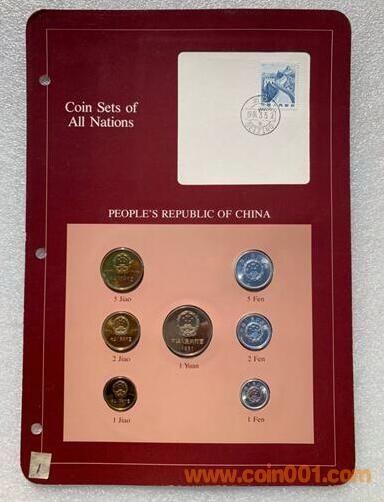 Coin Sets of
All Nations
PEOPLE'S REPUBLIC OF CHINA
5 Jiao
5 Fen
2 Jiao
1 Yuan
2 Fen
1 Jiao
1 Fen
1
www.coin001.com